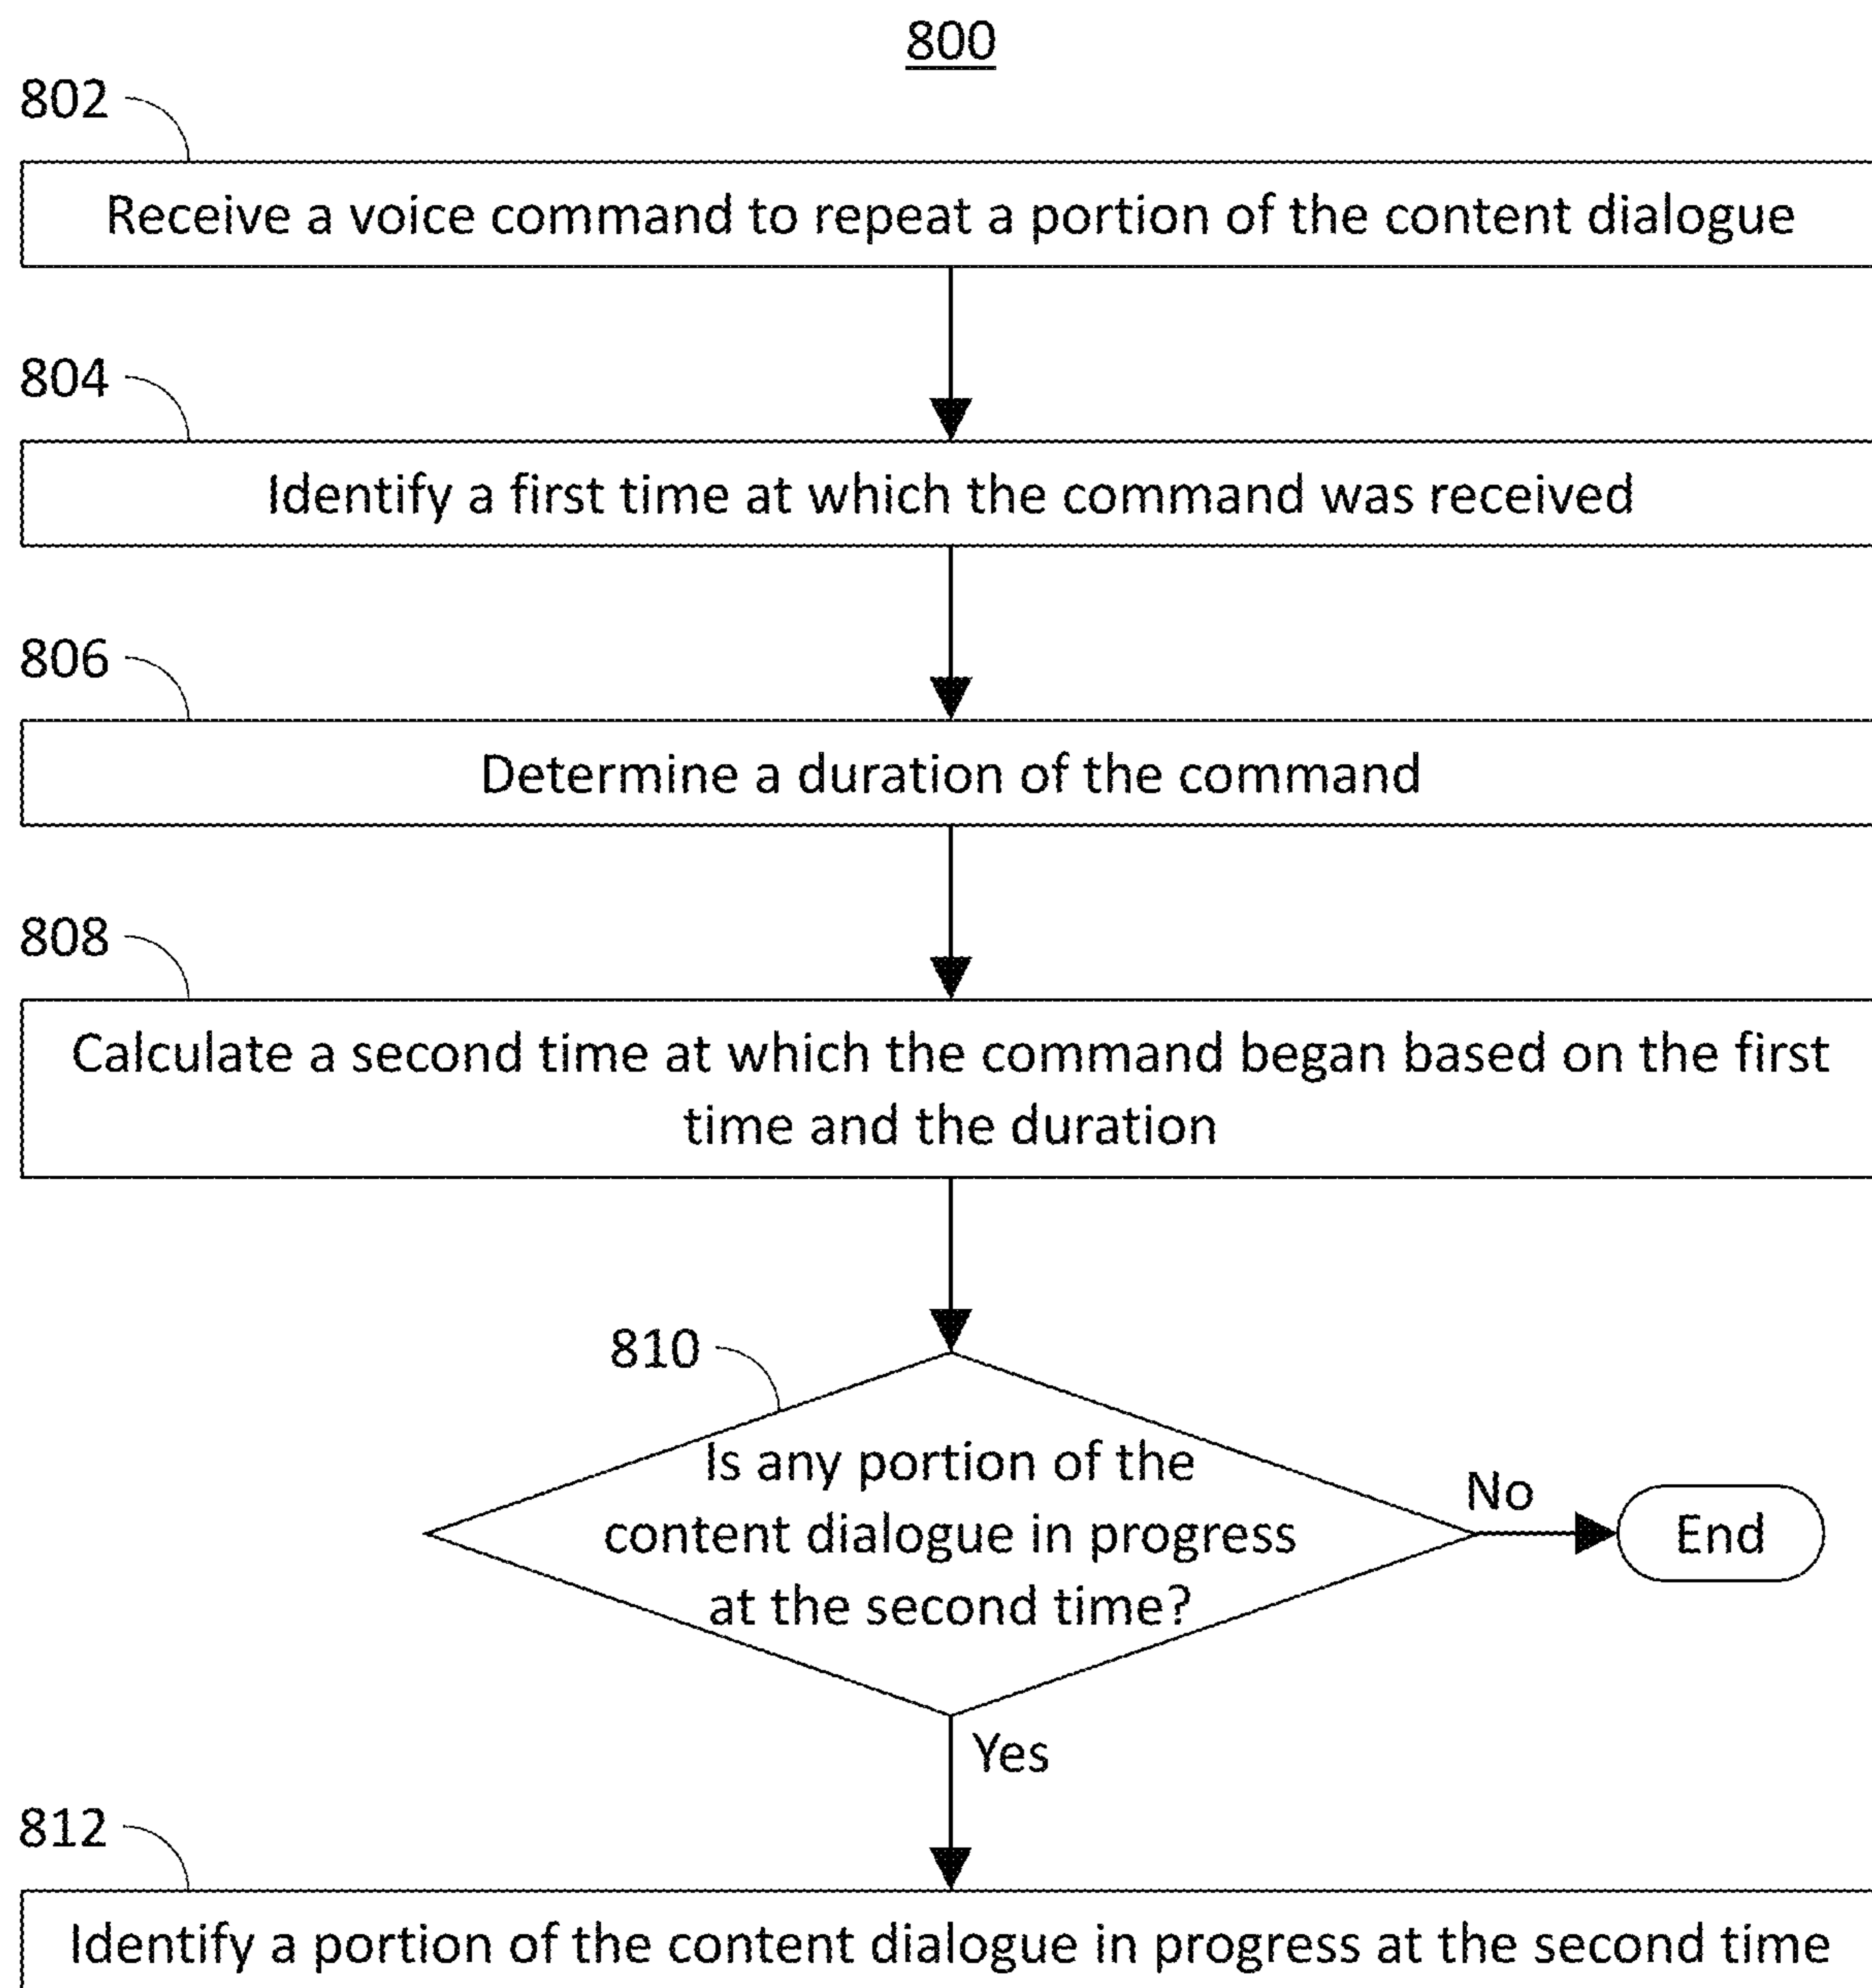 800
802
Receive a voice command to repeat a portion of the content dialogue
804
Identify a first time at which the command was received
806
Determine a duration of the command
808
Calculate a second time at which the command began based on the first
time and the duration
810
Is any portion of the
content dialogue in progress
at the second time?
No
End
Yes
812
Identify a portion of the content dialogue in progress at the second time